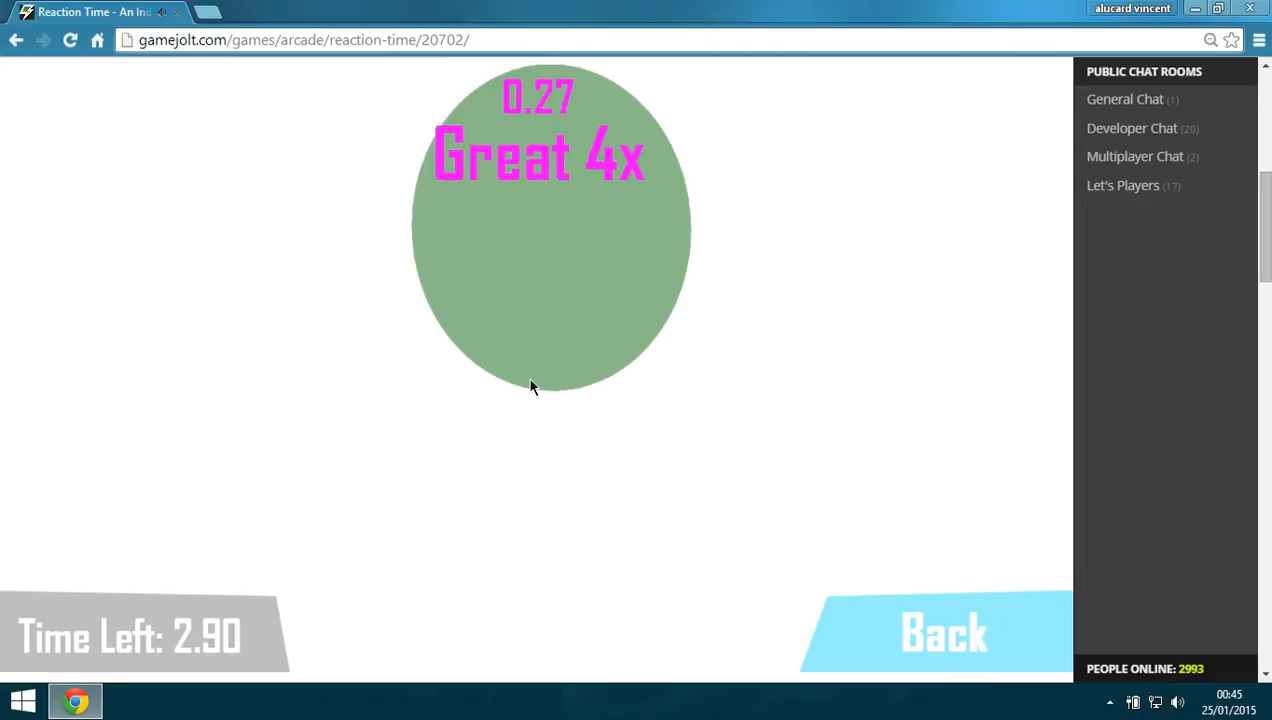 Reaction Time - An Ind
alucard vincent
gamejolt.com/games/arcade/reaction-time/20702/
0.27
Great 4x
Time Left: 2.90
Back
PUBLIC CHAT ROOMS
General Chat (1)
Developer Chat (20)
Multiplayer Chat (2)
Let's Players (17)
PEOPLE ONLINE: 2993
00:45
25/01/2015